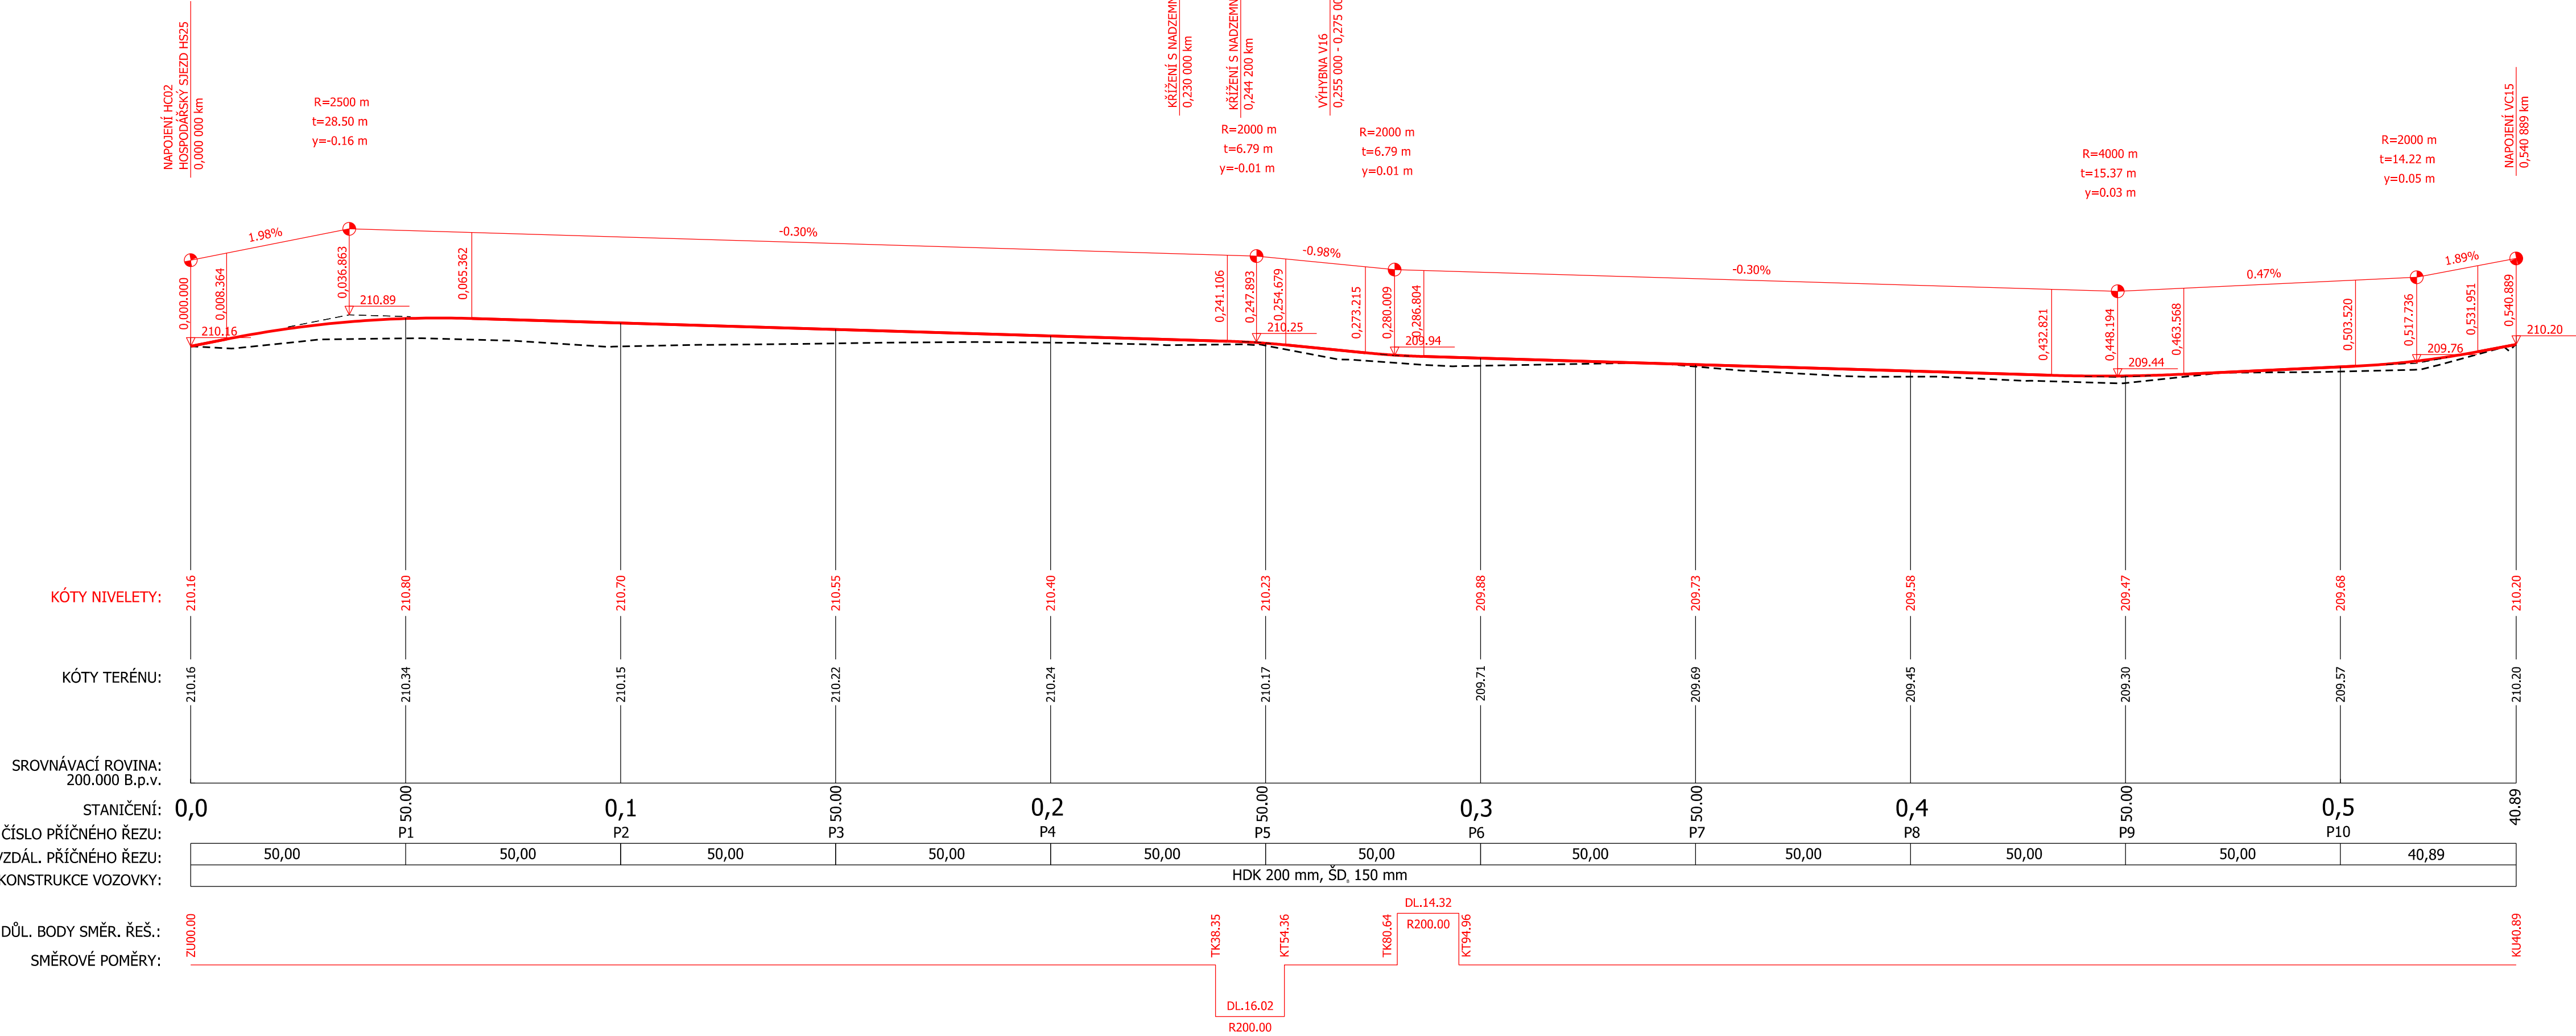 NAPOJENÍ HC02
HOSPODÁŘSKÝ SJEZD HS25
0,000 000 km
KŘÍŽENÍ S
0,230 000 km
KŘÍŽENÍ S
0,244 200 km
VÝHYBNA V16
0,255 000 - 0,275
NAPOJENÍ VC15
0,540 889 km
R=2500 m
t=28.50 m
y=-0.16 m
R=2000 m
t=6.79 m
y=-0.01 m
R=2000 m
t=6.79 m
y=0.01 m
R=4000 m
t=15.37 m
y=0.03 m
R=2000 m
t=14.22 m
y=0.05 m
1.98%
-0.30%
-0.98%
-0.30%
0.47%
1.89%
0,000.000
0,008.364
0,036.863
0,065.362
0,241.106
0,247.893
0,254.679
0,273.215
0,280.009
0,286.804
0,432.821
0,448.194
0,463.568
0,503.520
0,517.736
0,531.951
0,540.889
210.16
210.89
210.25
209.94
209.44
209.76
210.20
KÓTY NIVELETY:
210.16 210.80 210.70 210.55 210.40 210.23 209.88 209.73 209.58 209.47 209.68 210.20
KÓTY TERÉNU:
210.16 210.34 210.15 210.22 210.24 210.17 209.71 209.69 209.45 209.30 209.57 210.20
SROVNÁVACÍ ROVINA:
200.000 B.p.v.
STANIČENÍ: 0,0 50.00 0,1 50.00 0,2 50.00 0,3 50.00 0,4 50.00 0,5 40.89
ČÍSLO PŘÍČNÉHO ŘEZU: P1 P2 P3 P4 P5 P6 P7 P8 P9 P10
VZDÁL. PŘÍČNÉHO ŘEZU: 50,00 50,00 50,00 50,00 50,00 50,00 50,00 50,00 50,00 50,00 40,89
KONSTRUKCE VOZOVKY: HDK 200 mm, ŠD 150 mm
DŮL. BODY SMĚR. ŘEŠ.:
ZU00.00 TK38.35 KT54.36 TK80.64 KT94.96 KU40.89
DL.14.32
R200.00
SMĚROVÉ POMĚRY:
DL.16.02
R200.00